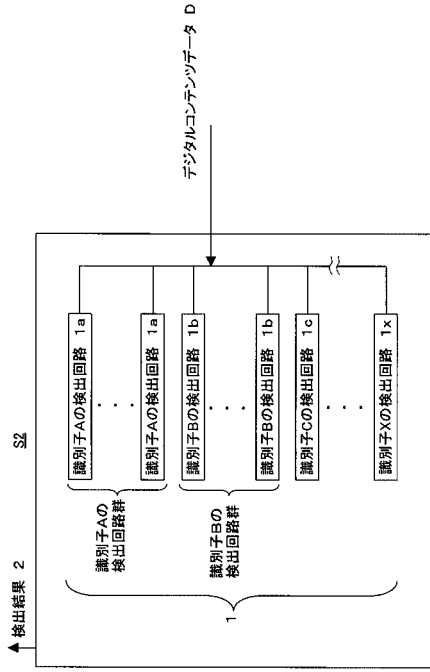 S2
検出結果 2
デジタルコンテンツデータ D
識別子Aの検出回路 1a
・・・
識別子Aの検出回路 1a
識別子Bの検出回路 1b
・・・
識別子Bの検出回路 1b
識別子Cの検出回路 1c
・・・
識別子Xの検出回路 1x
識別子Aの
検出回路群
識別子Bの
検出回路群
1